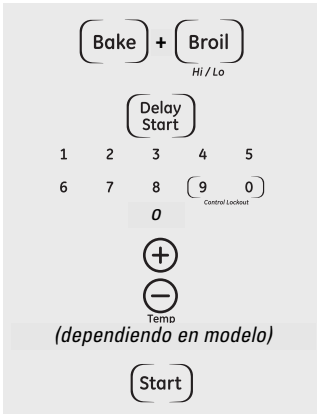 Bake + Broil
Hi / Lo
Delay
Start
1 2 3 4 5
6 7 8 9 0
Control Lockout
o
+
−
Temp
(dependiendo en modelo)
Start